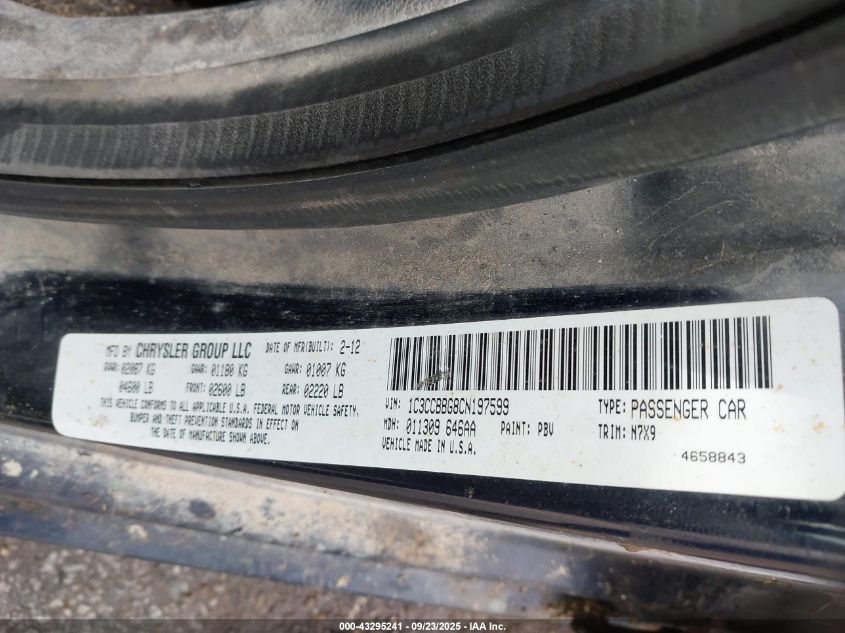 MFD BY CHRYSLER GROUP LLC DATE OF MFR(BUILT): 2-12
GVWR: 02087 KG GAWR: 01180 KG GAWR: 01007 KG
04600 LB FRONT: 02600 LB REAR: 02220 LB
THIS VEHICLE CONFORMS TO ALL APPLICABLE U.S.A. FEDERAL MOTOR VEHICLE SAFETY,
BUMPER AND THEFT PREVENTION STANDARDS IN EFFECT ON
THE DATE OF MANUFACTURE SHOWN ABOVE.
VIN: 1C3CCBBG8CN197599 TYPE: PASSENGER CAR
MDH: 011309 646AA PAINT: PBV TRIM: N7X9
VEHICLE MADE IN U.S.A.
4658843
000-43295241 - 09/23/2025 - IAA Inc.